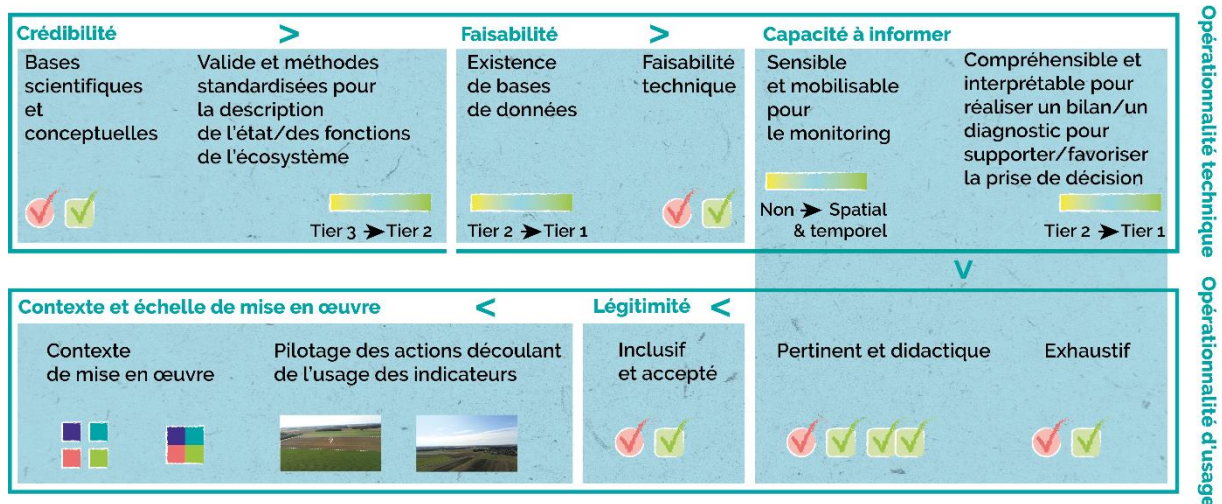 Crédibilité
>
Bases
scientifiques
et
conceptuelles
Valide et méthodes
standardisées pour
la description
de l'état/des fonctions
de l'écosystème
Tier 3 ➔ Tier 2
Faisabilité
>
Existence
de bases
de données
Tier 2 ➔ Tier 1
Faisabilité
technique
Capacité à informer
Sensible
et mobilisable
pour
le monitoring
Non ➔ Spatial
& temporel
Compréhensible et
interprétable pour
réaliser un bilan/un
diagnostic pour
supporter/favoriser
la prise de décision
Tier 2 ➔ Tier 1
Opérationnalité technique
>
Pertinent et didactique
Exhaustif
Légitimité <
Inclusif
et accepté
Contexte et échelle de mise en œuvre <
Contexte
de mise en œuvre
Pilotage des actions découlant
de l'usage des indicateurs
Opérationnalité d'usage